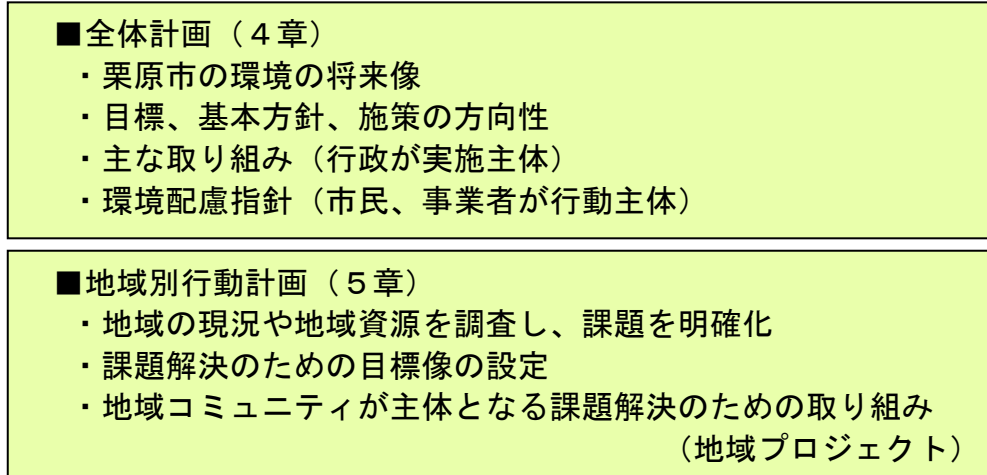 ■全体計画（４章）
・栗原市の環境の将来像
・目標、基本方針、施策の方向性
・主な取り組み（行政が実施主体）
・環境配慮指針（市民、事業者が行動主体）
■地域別行動計画（５章）
・地域の現況や地域資源を調査し、課題を明確化
・課題解決のための目標像の設定
・地域コミュニティが主体となる課題解決のための取り組み
（地域プロジェクト）